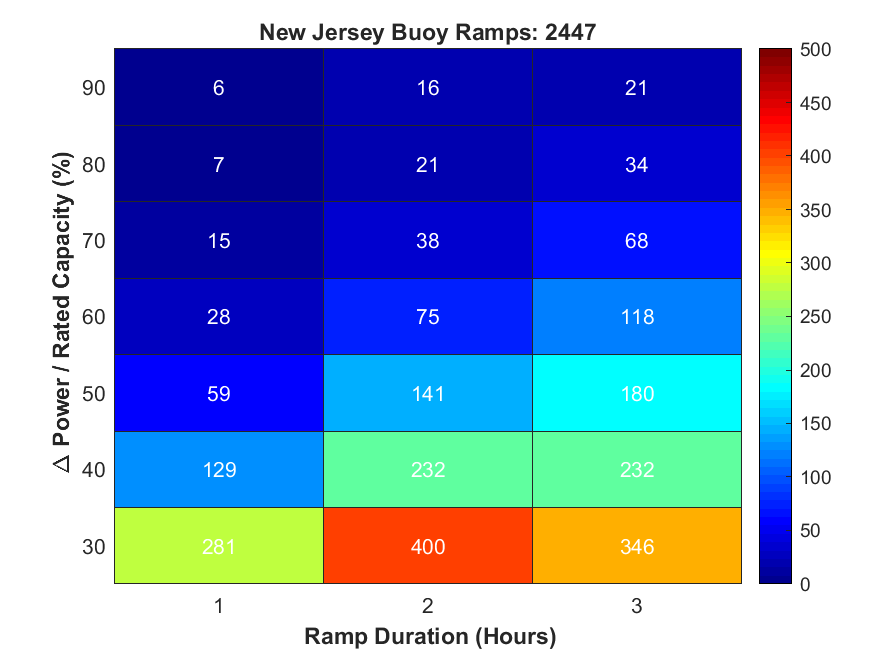 New Jersey Buoy Ramps: 2447
90 6 16 21
80 7 21 34
70 15 38 68
60 28 75 118
50 59 141 180
40 129 232 232
30 281 400 346
1 2 3
Ramp Duration (Hours)
Δ Power / Rated Capacity (%)
500
450
400
350
300
250
200
150
100
50
0